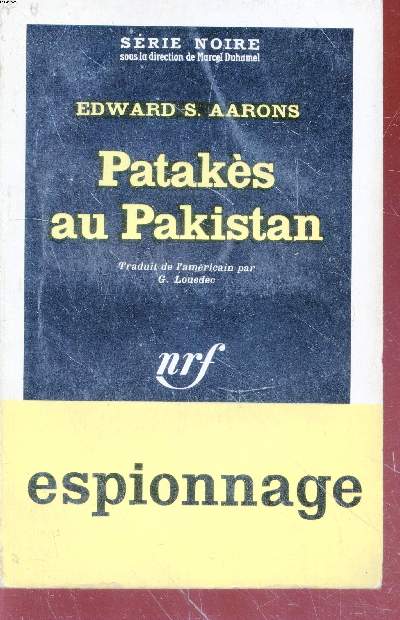 SÉRIE NOIRE
sous la direction de Marcel Duhamel
EDWARD S. AARONS
Patakès
au Pakistan
Traduit de l'américain par
G. Louedec
nrf
espionnage